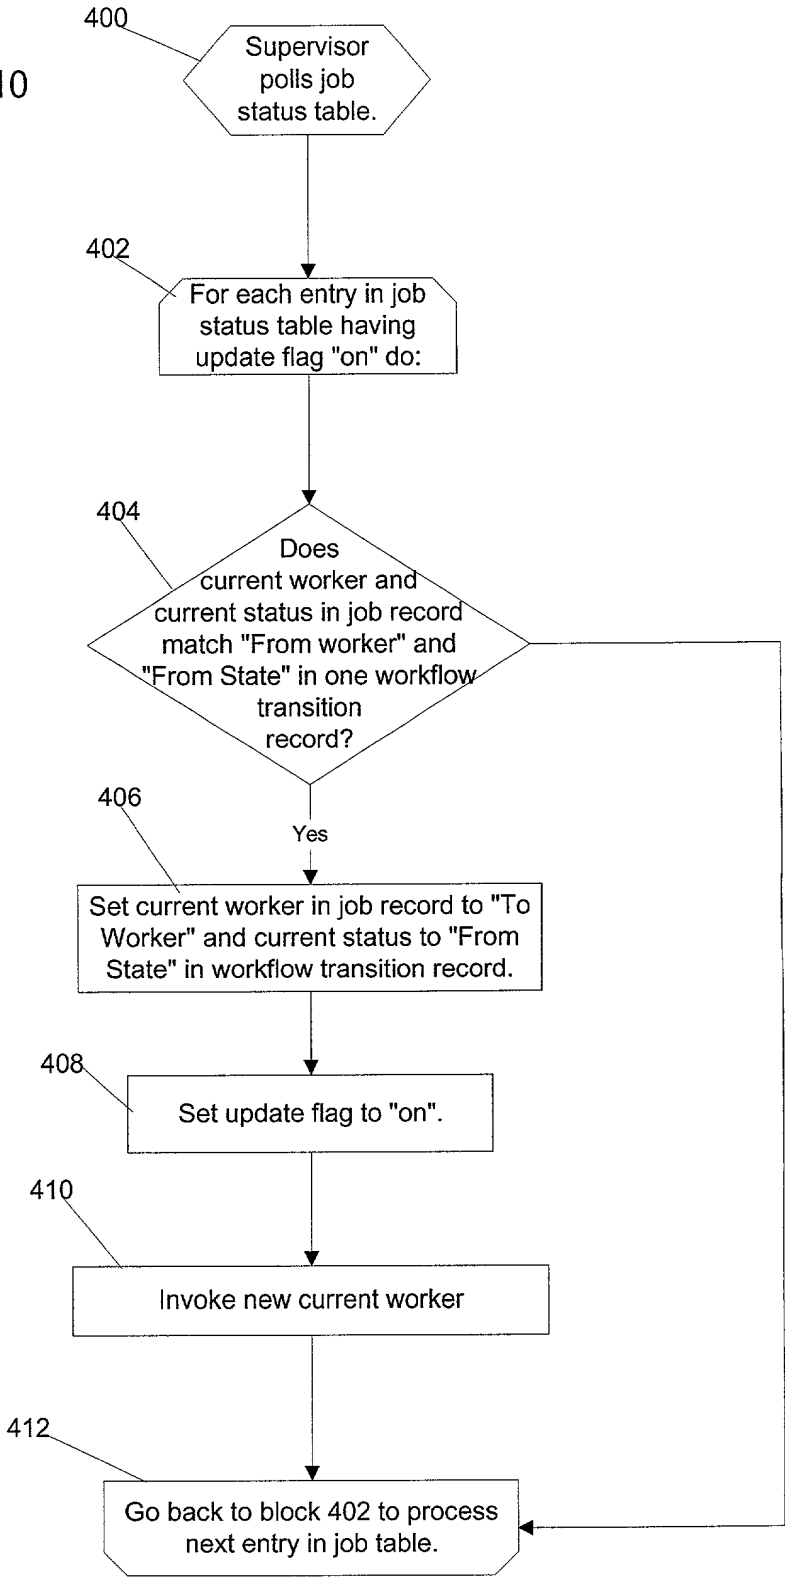 400
Supervisor
polls job
status table.
10
402
For each entry in job
status table having
update flag "on" do:
404
Does
current worker and
current status in job record
match "From worker" and
"From State" in one workflow
transition
record?
406
Yes
Set current worker in job record to "To
Worker" and current status to "From
State" in workflow transition record.
408
Set update flag to "on".
410
Invoke new current worker
412
Go back to block 402 to process
next entry in job table.